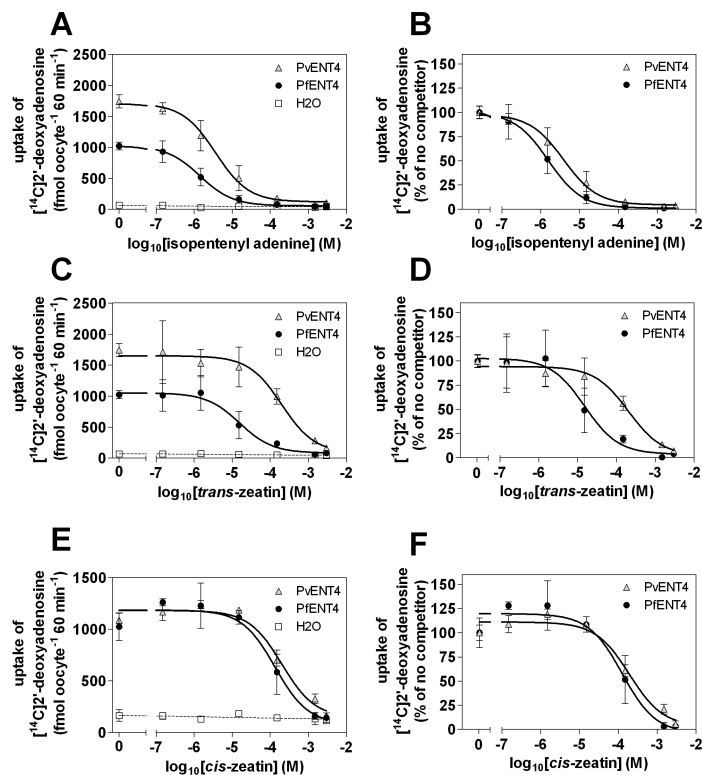 A
uptake of
[¹⁴C]2'-deoxyadenosine
(fmol oocyte⁻¹ 60 min⁻¹)
2500
2000
1500
1000
500
0
PvENT4
PfENT4
H2O
0 -7 -6 -5 -4 -3 -2
log₁₀[isopentenyl adenine] (M)
B
uptake of
[¹⁴C]2'-deoxyadenosine
(% of no competitor)
150
125
100
75
50
25
0
PvENT4
PfENT4
0 -7 -6 -5 -4 -3 -2
log₁₀[isopentenyl adenine] (M)
C
uptake of
[¹⁴C]2'-deoxyadenosine
(fmol oocyte⁻¹ 60 min⁻¹)
2500
2000
1500
1000
500
0
PvENT4
PfENT4
H2O
0 -7 -6 -5 -4 -3 -2
log₁₀[trans-zeatin] (M)
D
uptake of
[¹⁴C]2'-deoxyadenosine
(% of no competitor)
150
125
100
75
50
25
0
PvENT4
PfENT4
0 -7 -6 -5 -4 -3 -2
log₁₀[trans-zeatin] (M)
E
uptake of
[¹⁴C]2'-deoxyadenosine
(fmol oocyte⁻¹ 60 min⁻¹)
1500
1000
500
0
PvENT4
PfENT4
H2O
0 -7 -6 -5 -4 -3 -2
log₁₀[cis-zeatin] (M)
F
uptake of
[¹⁴C]2'-deoxyadenosine
(% of no competitor)
150
125
100
75
50
25
0
PvENT4
PfENT4
0 -7 -6 -5 -4 -3 -2
log₁₀[cis-zeatin] (M)